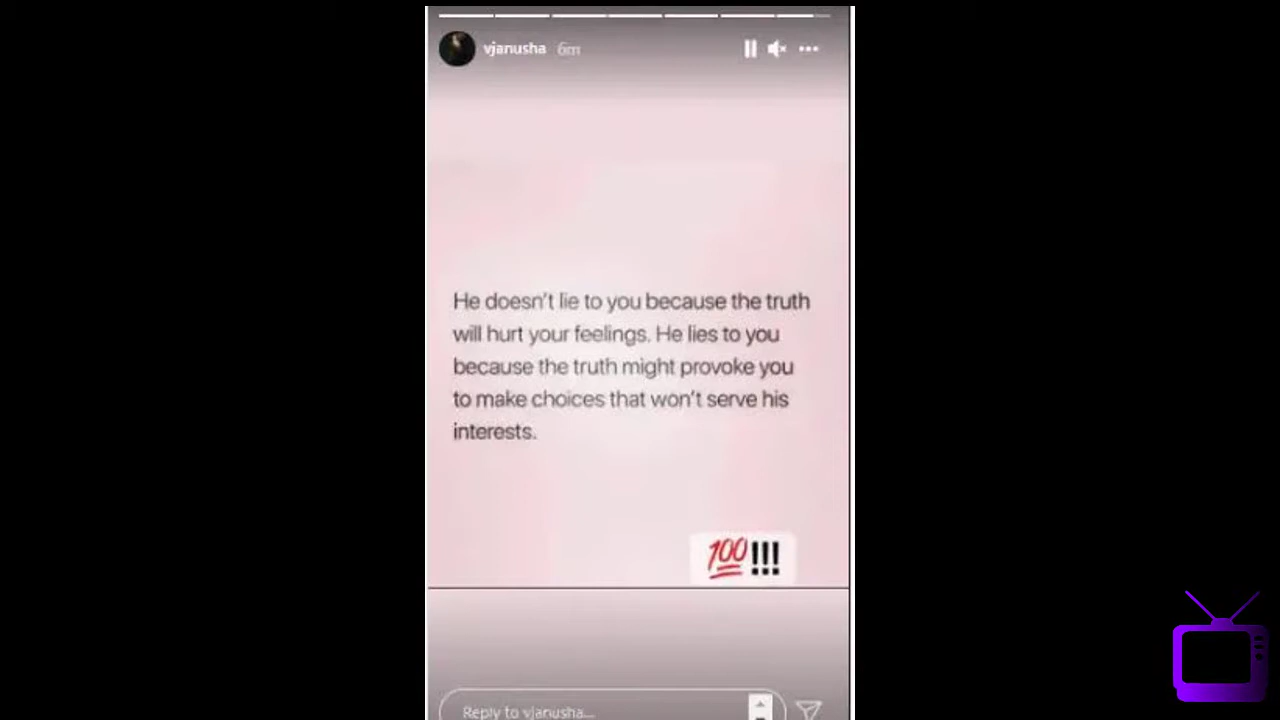 vjanusha 6m
He doesn't lie to you because the truth
will hurt your feelings. He lies to you
because the truth might provoke you
to make choices that won't serve his
interests.
💯!!!
Reply to vjanusha...